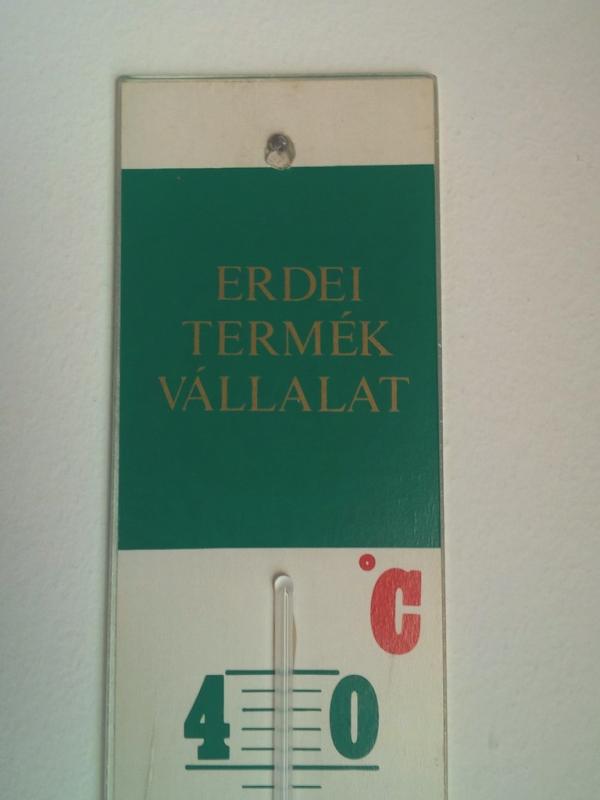 ERDEI
TERMÉK
VÁLLALAT
°C
40